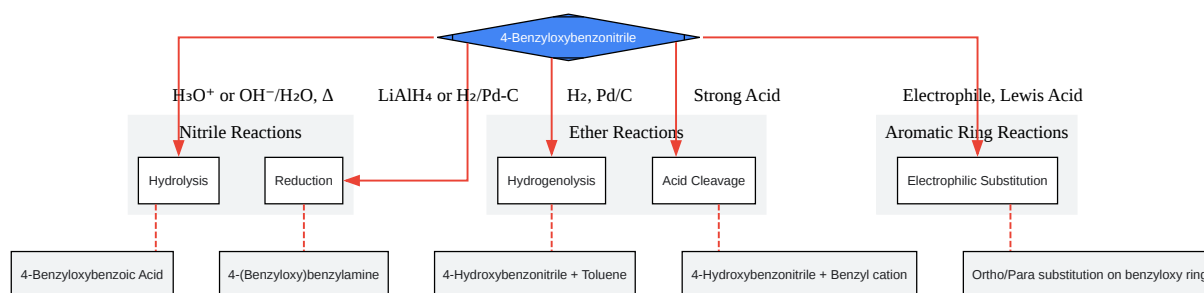 4-Benzyloxybenzonitrile
H₃O⁺ or OH⁻/H₂O, Δ
LiAlH₄ or H₂/Pd-C
H₂, Pd/C
Strong Acid
Electrophile, Lewis Acid
Nitrile Reactions
Ether Reactions
Aromatic Ring Reactions
Hydrolysis
Reduction
Hydrogenolysis
Acid Cleavage
Electrophilic Substitution
4-Benzyloxybenzoic Acid
4-(Benzyloxy)benzylamine
4-Hydroxybenzonitrile + Toluene
4-Hydroxybenzonitrile + Benzyl cation
Ortho/Para substitution on benzyloxy ring